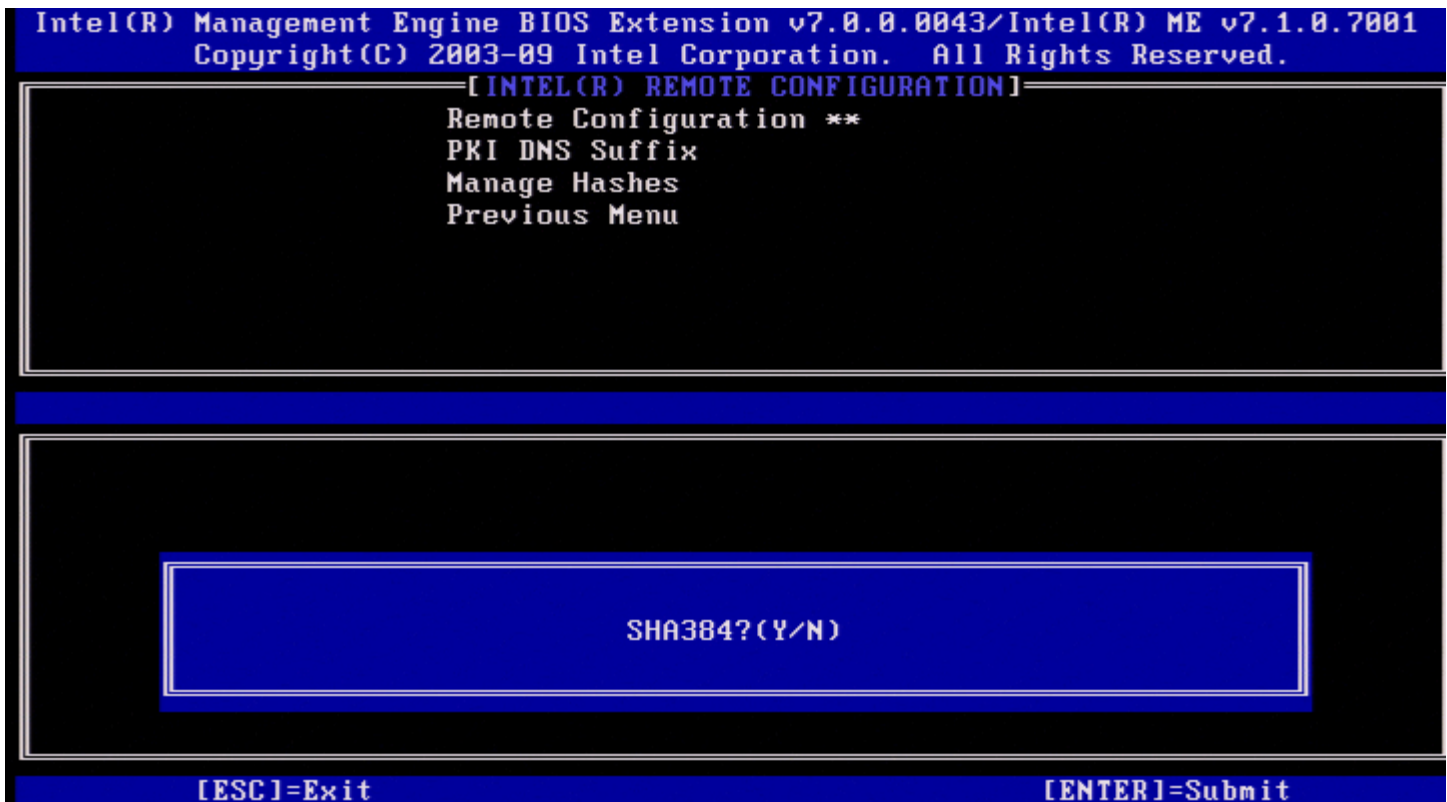 Intel(R) Management Engine BIOS Extension v7.0.0.0043/Intel(R) ME v7.1.0.7001
Copyright(C) 2003-09 Intel Corporation. All Rights Reserved.
[INTEL(R) REMOTE CONFIGURATION]
Remote Configuration **
PKI DNS Suffix
Manage Hashes
Previous Menu
SHA384?(Y/N)
[ESC]=Exit [ENTER]=Submit